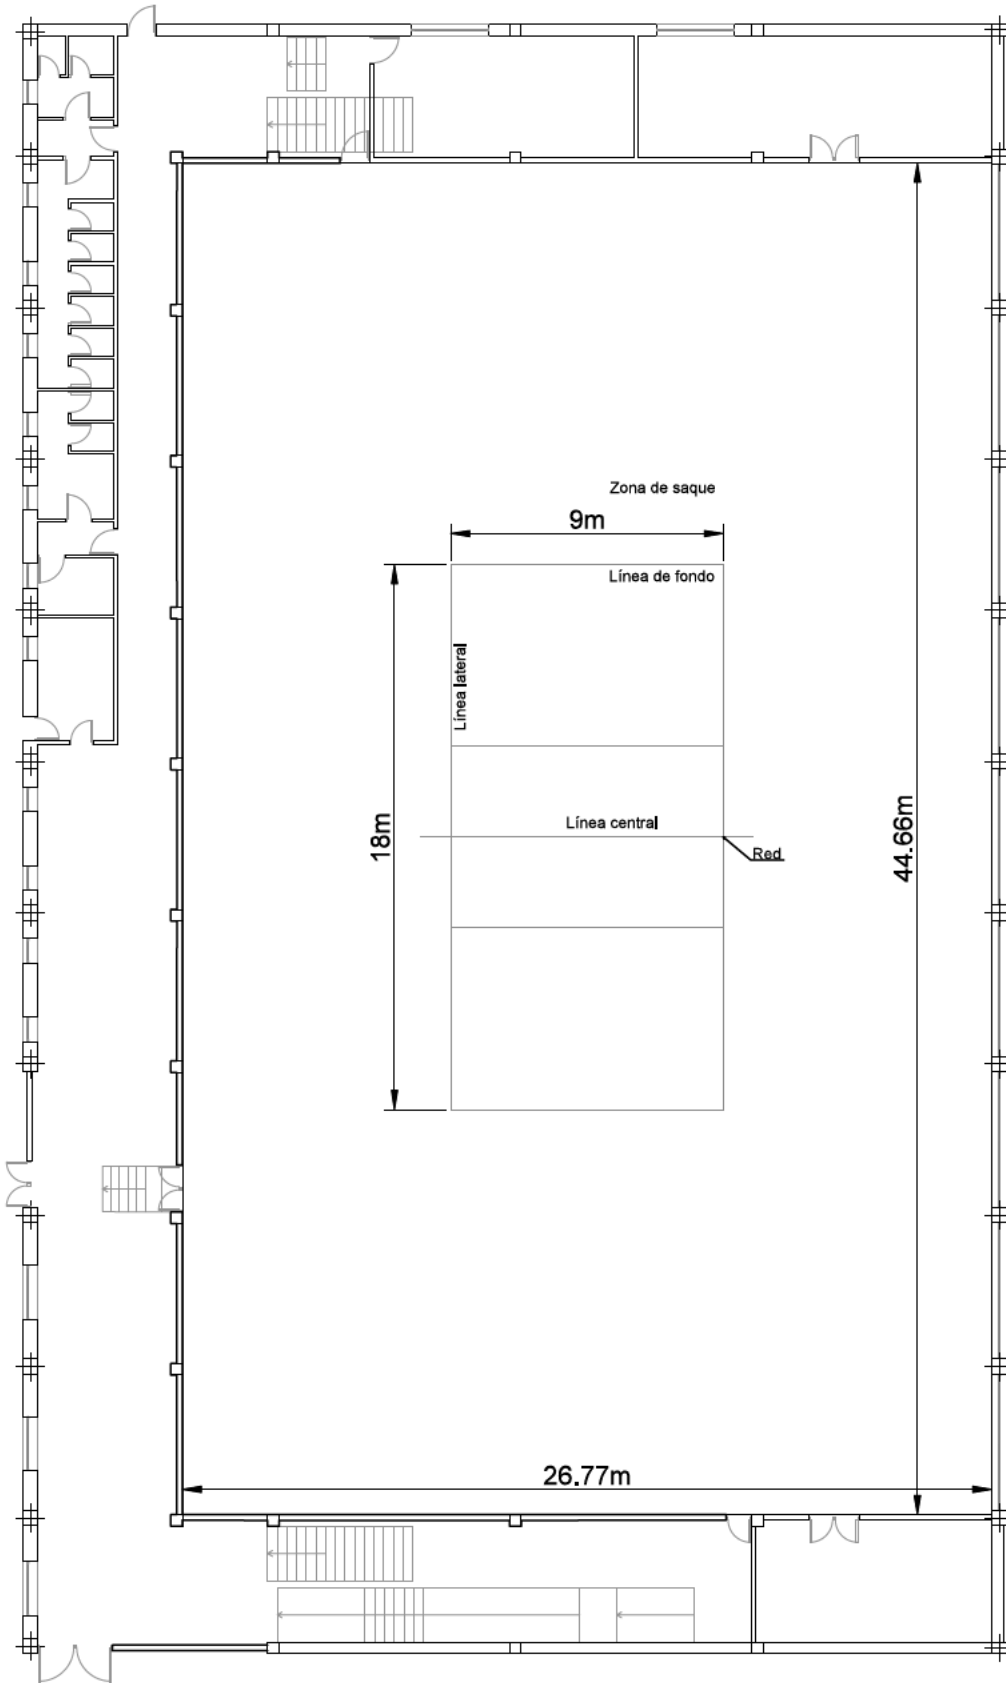 Zona de saque
9m
Línea de fondo
Línea lateral
18m
Línea central
Red
44.66m
26.77m